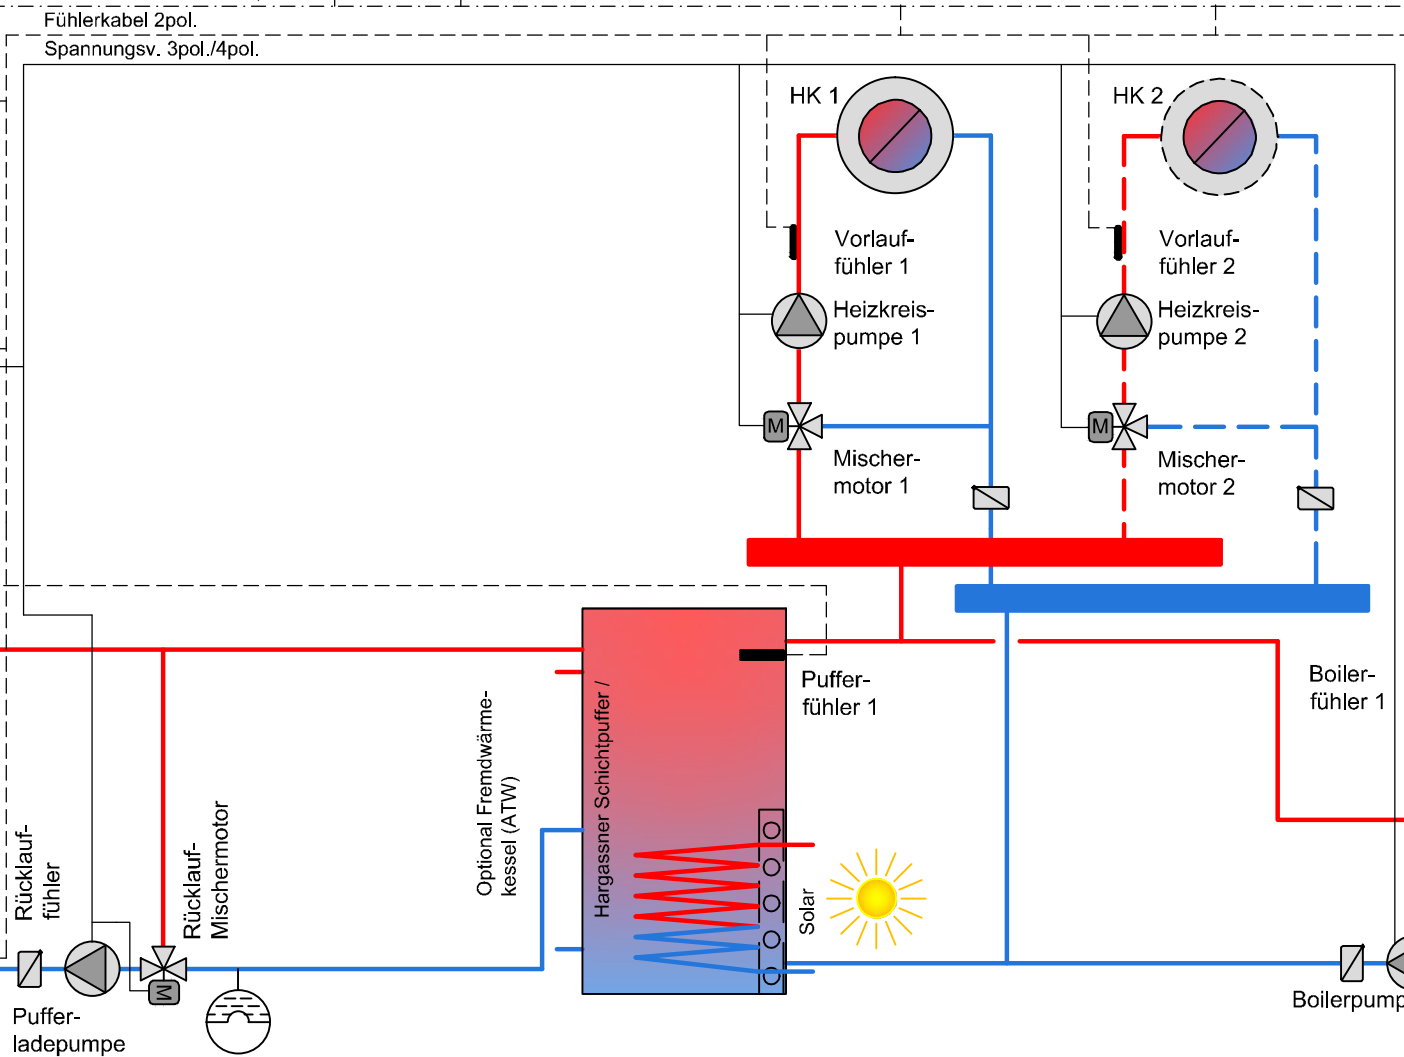 Fühlerkabel 2pol.
Spannungsv. 3pol./4pol.
HK 1
HK 2
Vorlauf-
fühler 1
Vorlauf-
fühler 2
Heizkreis-
pumpe 1
Heizkreis-
pumpe 2
M
M
Mischer-
motor 1
Mischer-
motor 2
Puffer-
fühler 1
Boiler-
fühler 1
Hargassner Schichtpuffer /
Optional Fremdwärme-
kessel (ATW)
Rücklauf-
fühler
Rücklauf-
Mischermotor
Solar
M
Puffer-
ladepumpe
Boilerpump